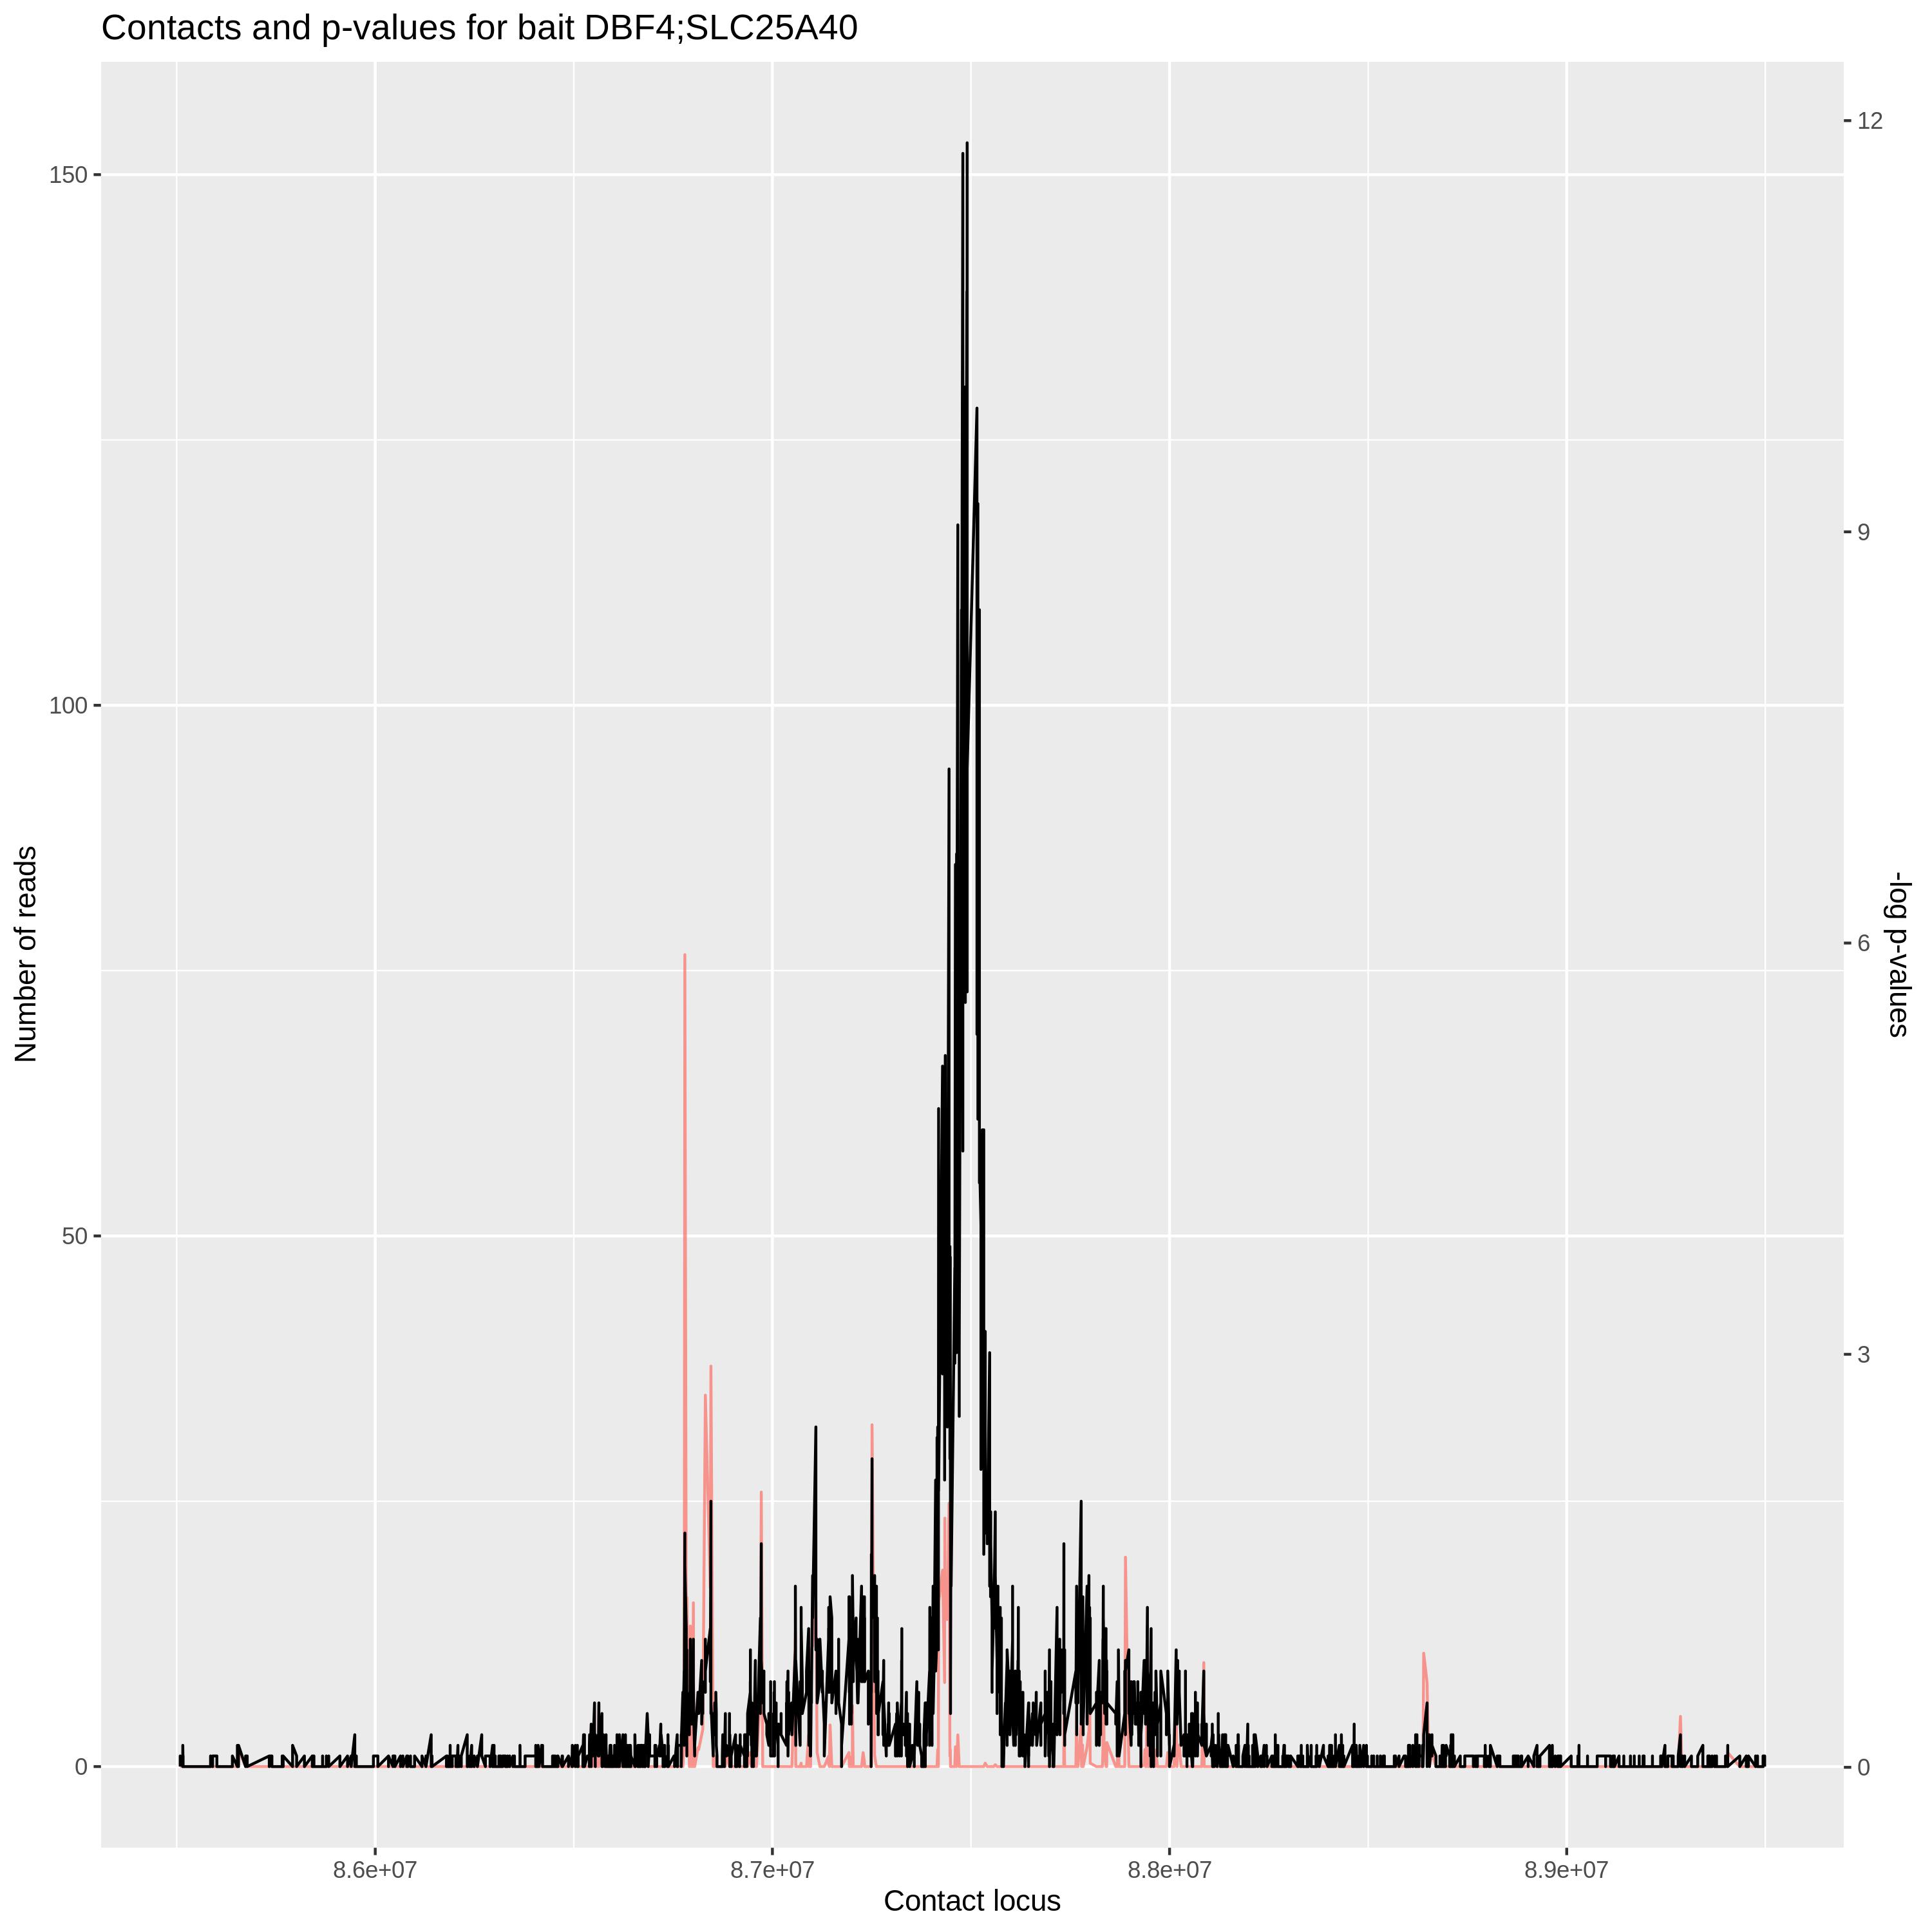 Contacts and p-values for bait DBF4;SLC25A40
150
100
50
0
Number of reads
12
9
6
3
0
-log p-values
8.6e+07
8.7e+07
8.8e+07
8.9e+07
Contact locus